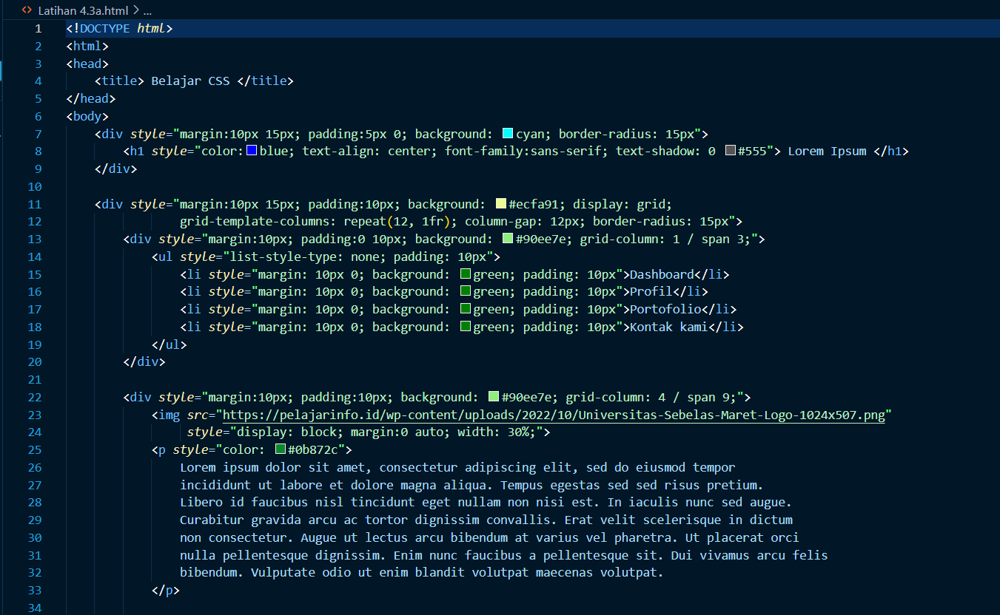 <> Latihan 4.3a.html > ...
1 <!DOCTYPE html>
2 <html>
3 <head>
4     <title> Belajar CSS </title>
5 </head>
6 <body>
7     <div style="margin:10px 15px; padding:5px 0; background: cyan; border-radius: 15px">
8         <h1 style="color:blue; text-align: center; font-family:sans-serif; text-shadow: 0 #555"> Lorem Ipsum </h1>
9     </div>
10
11     <div style="margin:10px 15px; padding:10px; background: #ecfa91; display: grid;
12                 grid-template-columns: repeat(12, 1fr); column-gap: 12px; border-radius: 15px">
13         <div style="margin:10px; padding:0 10px; background: #90ee7e; grid-column: 1 / span 3;">
14             <ul style="list-style-type: none; padding: 10px">
15                 <li style="margin: 10px 0; background: green; padding: 10px">Dashboard</li>
16                 <li style="margin: 10px 0; background: green; padding: 10px">Profil</li>
17                 <li style="margin: 10px 0; background: green; padding: 10px">Portofolio</li>
18                 <li style="margin: 10px 0; background: green; padding: 10px">Kontak kami</li>
19             </ul>
20         </div>
21
22         <div style="margin:10px; padding:10px; background: #90ee7e; grid-column: 4 / span 9;">
23             <img src="https://pelajarinfo.id/wp-content/uploads/2022/10/Universitas-Sebelas-Maret-Logo-1024x507.png"
24                  style="display: block; margin:0 auto; width: 30%;">
25             <p style="color: #0b872c">
26                 Lorem ipsum dolor sit amet, consectetur adipiscing elit, sed do eiusmod tempor
27                 incididunt ut labore et dolore magna aliqua. Tempus egestas sed sed risus pretium.
28                 Libero id faucibus nisl tincidunt eget nullam non nisi est. In iaculis nunc sed augue.
29                 Curabitur gravida arcu ac tortor dignissim convallis. Erat velit scelerisque in dictum
30                 non consectetur. Augue ut lectus arcu bibendum at varius vel pharetra. Ut placerat orci
31                 nulla pellentesque dignissim. Enim nunc faucibus a pellentesque sit. Dui vivamus arcu felis
32                 bibendum. Vulputate odio ut enim blandit volutpat maecenas volutpat.
33             </p>
34